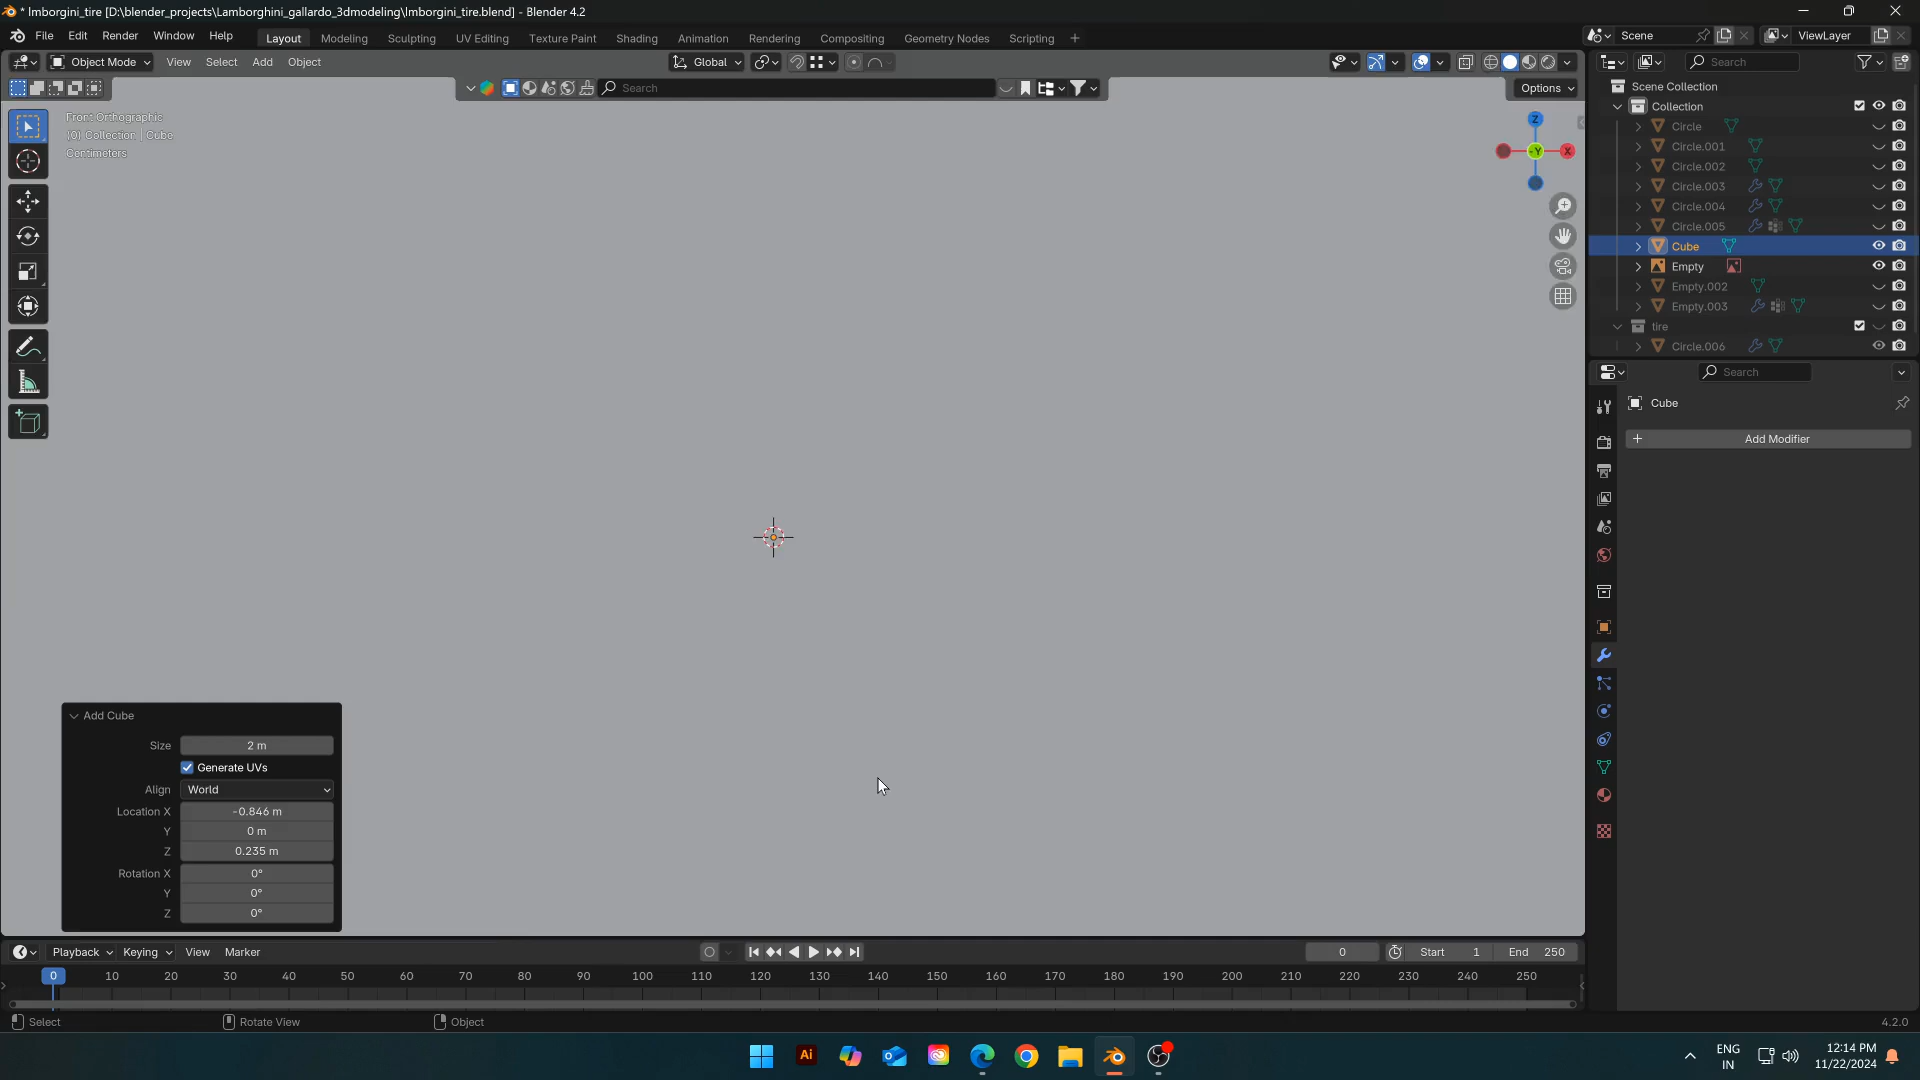 * lmborgini_tire [D:\blender_projects\Lamborghini_gallardo_3dmodeling\lmborgini_tire.blend] - Blender 4.2
File Edit Render Window Help Layout Modeling Sculpting UV Editing Texture Paint Shading Animation Rendering Compositing Geometry Nodes Scripting +
Scene ViewLayer
Object Mode View Select Add Object Global
Search
Search
Options
Front Orthographic
(0) Collection | Cube
Centimeters
Z
-Y
X
Scene Collection
Collection
Circle
Circle.001
Circle.002
Circle.003
Circle.004
Circle.005
Cube
Empty
Empty.002
Empty.003
tire
Circle.006
Search
Cube
+ Add Modifier
Add Cube
Size 2 m
Generate UVs
Align World
Location X -0.846 m
Y 0 m
Z 0.235 m
Rotation X 0°
Y 0°
Z 0°
Playback Keying View Marker 0 Start 1 End 250
0 10 20 30 40 50 60 70 80 90 100 110 120 130 140 150 160 170 180 190 200 210 220 230 240 250
Select Rotate View Object 4.2.0
Ai
ENG
IN
12:14 PM
11/22/2024